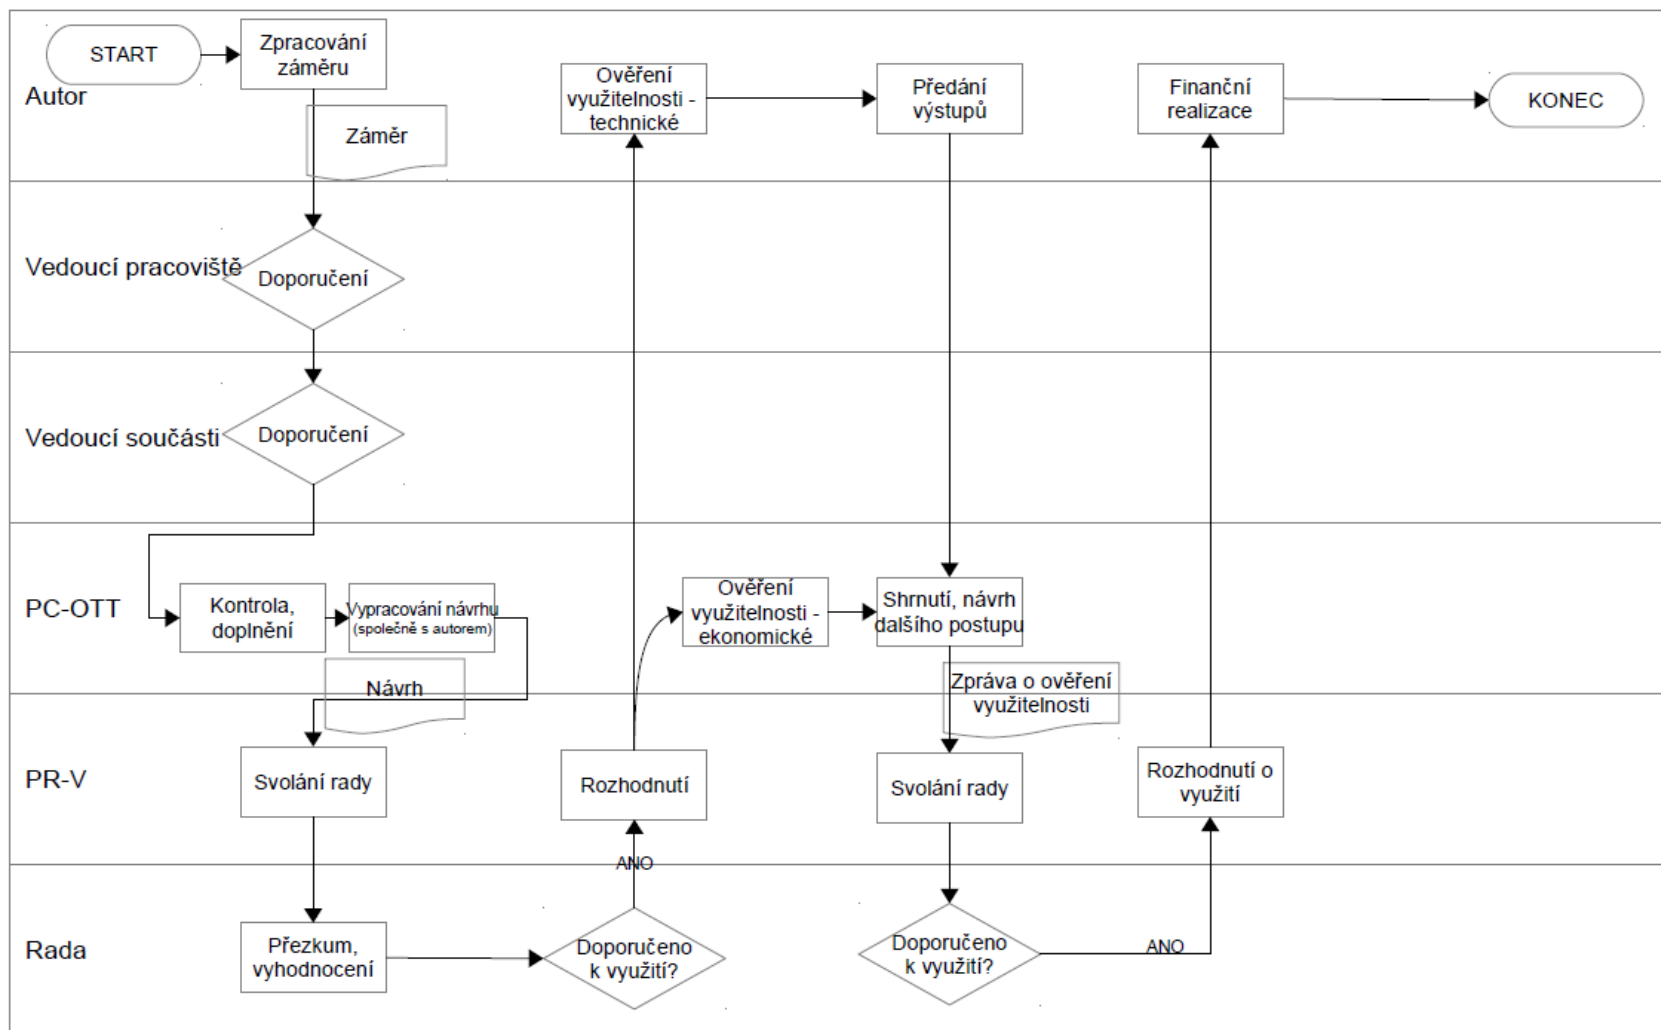 START
Zpracování
záměru
Autor
Záměr
Ověření
využitelnosti -
technické
Předání
výstupů
Finanční
realizace
KONEC
Vedoucí pracoviště
Doporučení
Vedoucí součásti
Doporučení
PC-OTT
Kontrola,
doplnění
Vypracování návrhu
(společně s autorem)
Návrh
Ověření
využitelnosti -
ekonomické
Shrnutí, návrh
dalšího postupu
Zpráva o ověření
využitelnosti
PR-V
Svolání rady
Rozhodnutí
Svolání rady
Rozhodnutí o
využití
ANO
Rada
Přezkum,
vyhodnocení
Doporučeno
k využití?
Doporučeno
k využití?
ANO